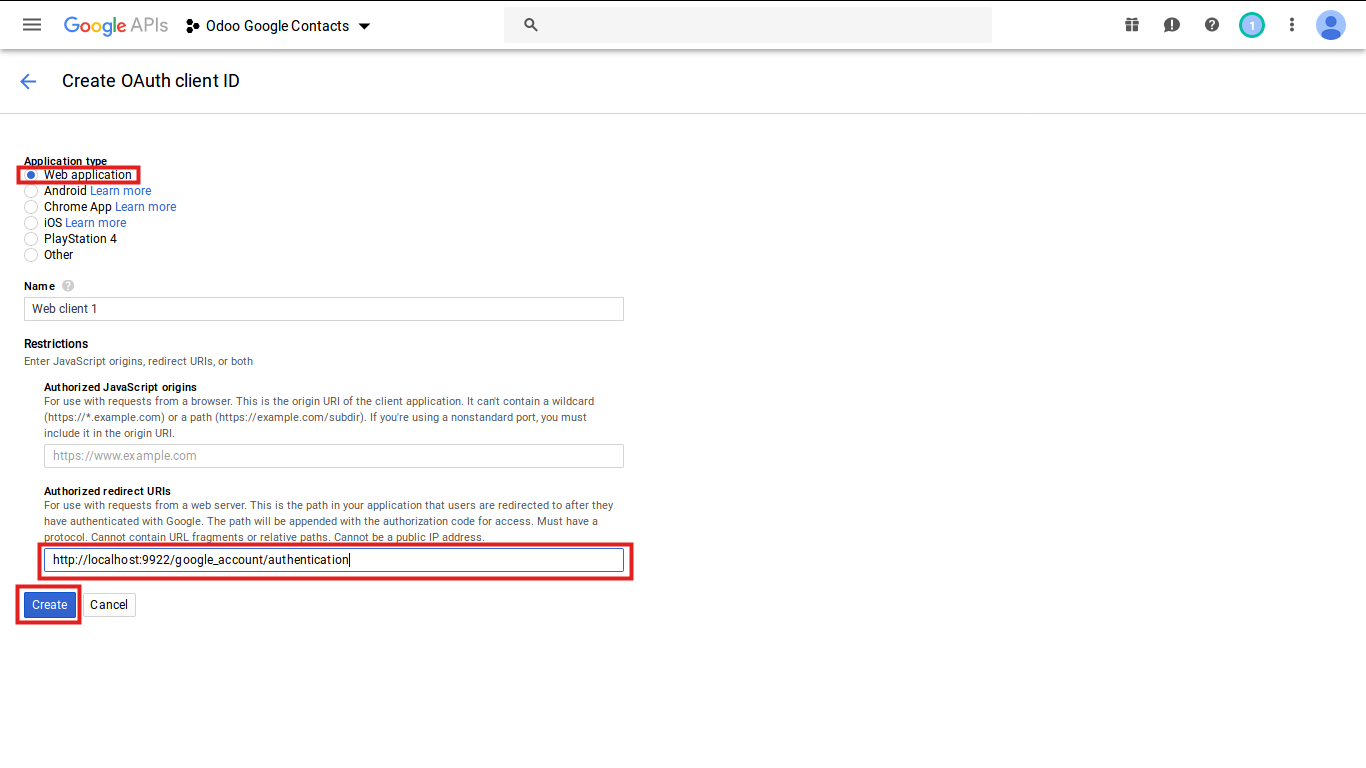 Google APIs Odoo Google Contacts 1
Create OAuth client ID
Application type
Web application
Android Learn more
Chrome App Learn more
iOS Learn more
PlayStation 4
Other
Name ?
Web client 1
Restrictions
Enter JavaScript origins, redirect URIs, or both
Authorized JavaScript origins
For use with requests from a browser. This is the origin URI of the client application. It can't contain a wildcard
(https://*.example.com) or a path (https://example.com/subdir). If you're using a nonstandard port, you must
include it in the origin URI.
https://www.example.com
Authorized redirect URIs
For use with requests from a web server. This is the path in your application that users are redirected to after they
have authenticated with Google. The path will be appended with the authorization code for access. Must have a
protocol. Cannot contain URL fragments or relative paths. Cannot be a public IP address.
http://localhost:9922/google_account/authentication
Create Cancel